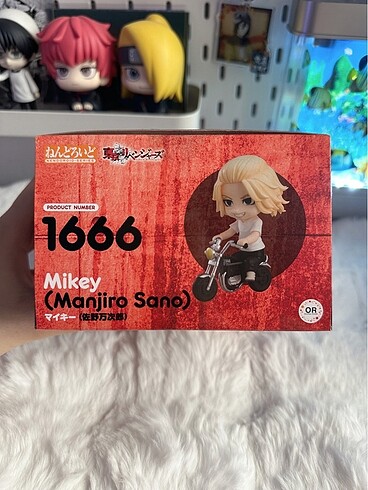 ねんどろいど
東京リベンジャーズ
PRODUCT NUMBER
1666
Mikey
(Manjiro Sano)
マイキー(佐野万次郎)
OR